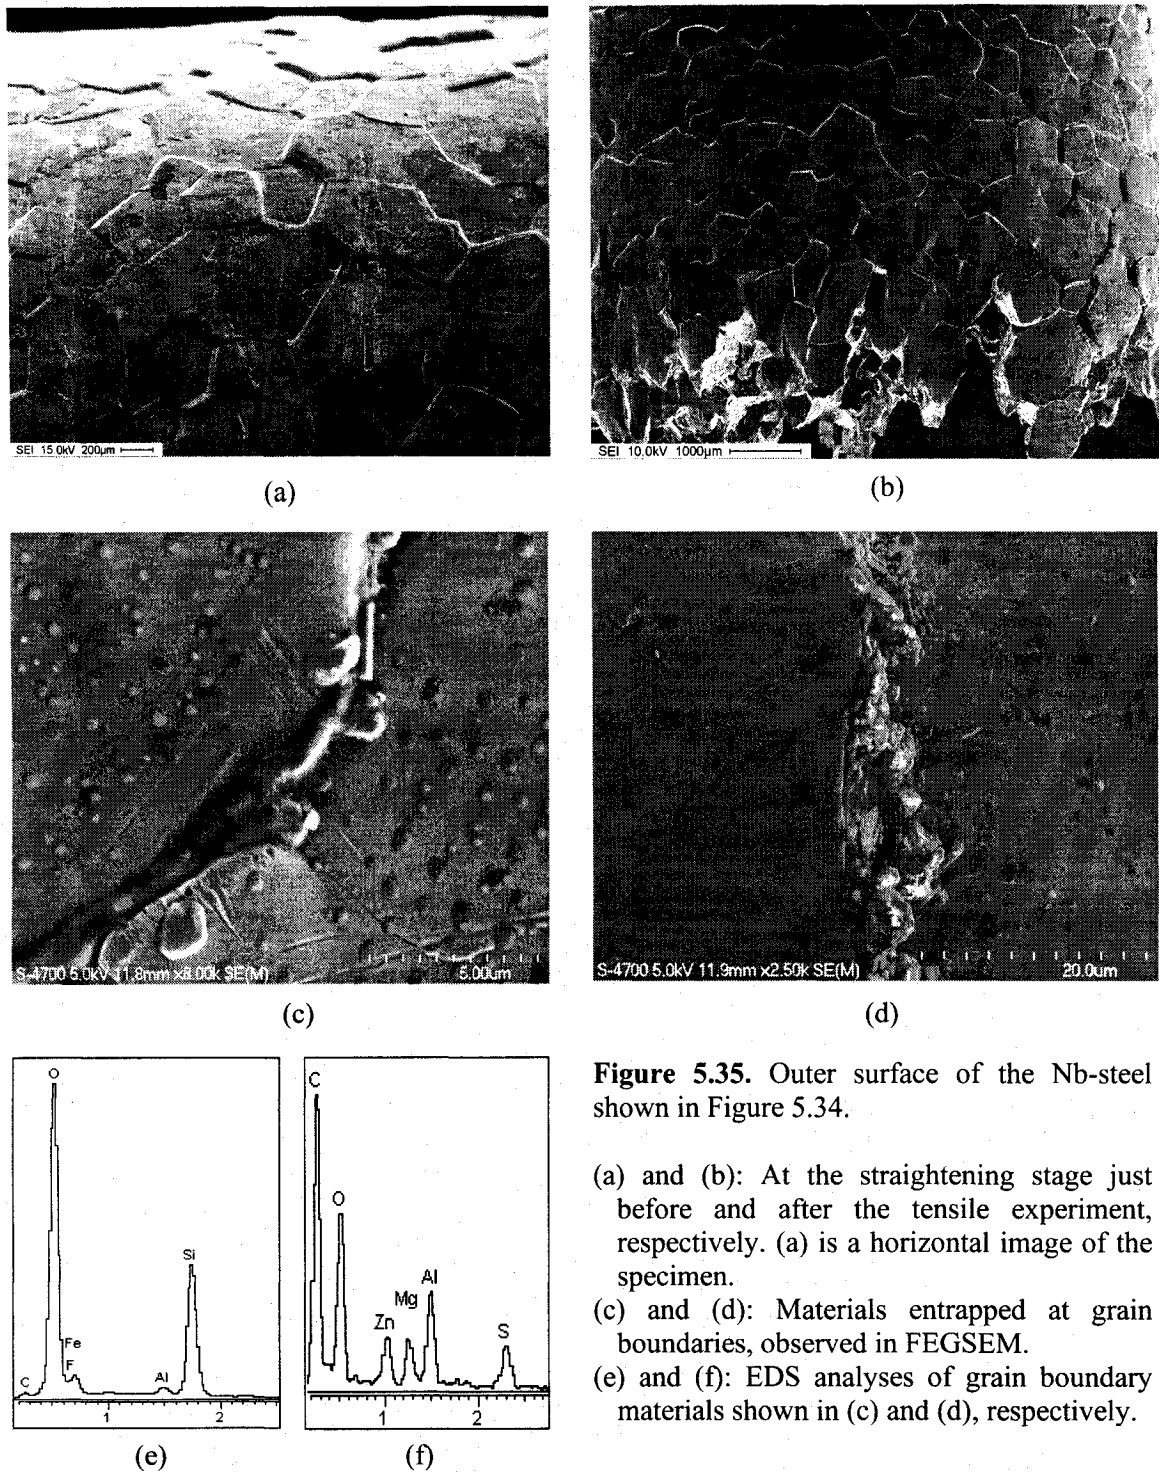 SEI 15.0kV 200µm
SEI 10.0kV 1000µm
(a)
(b)
S-4700 5.0kV 11.8mm x8.00k SE(M)
5.00um
S-4700 5.0kV 11.9mm x2.50k SE(M)
20.0um
(c)
(d)
O
Fe
F
C
Al
Si
1
2
(e)
C
O
Zn
Mg
Al
S
1
2
(f)
Figure 5.35. Outer surface of the Nb-steel
shown in Figure 5.34.
(a) and (b): At the straightening stage just
before and after the tensile experiment,
respectively. (a) is a horizontal image of the
specimen.
(c) and (d): Materials entrapped at grain
boundaries, observed in FEGSEM.
(e) and (f): EDS analyses of grain boundary
materials shown in (c) and (d), respectively.